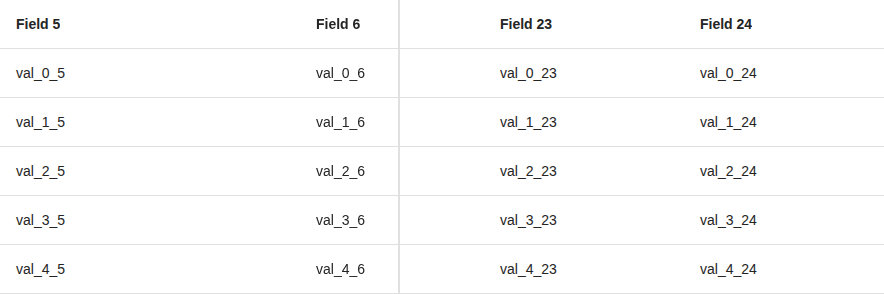 Field 5 Field 6 Field 23 Field 24
val_0_5 val_0_6 val_0_23 val_0_24
val_1_5 val_1_6 val_1_23 val_1_24
val_2_5 val_2_6 val_2_23 val_2_24
val_3_5 val_3_6 val_3_23 val_3_24
val_4_5 val_4_6 val_4_23 val_4_24